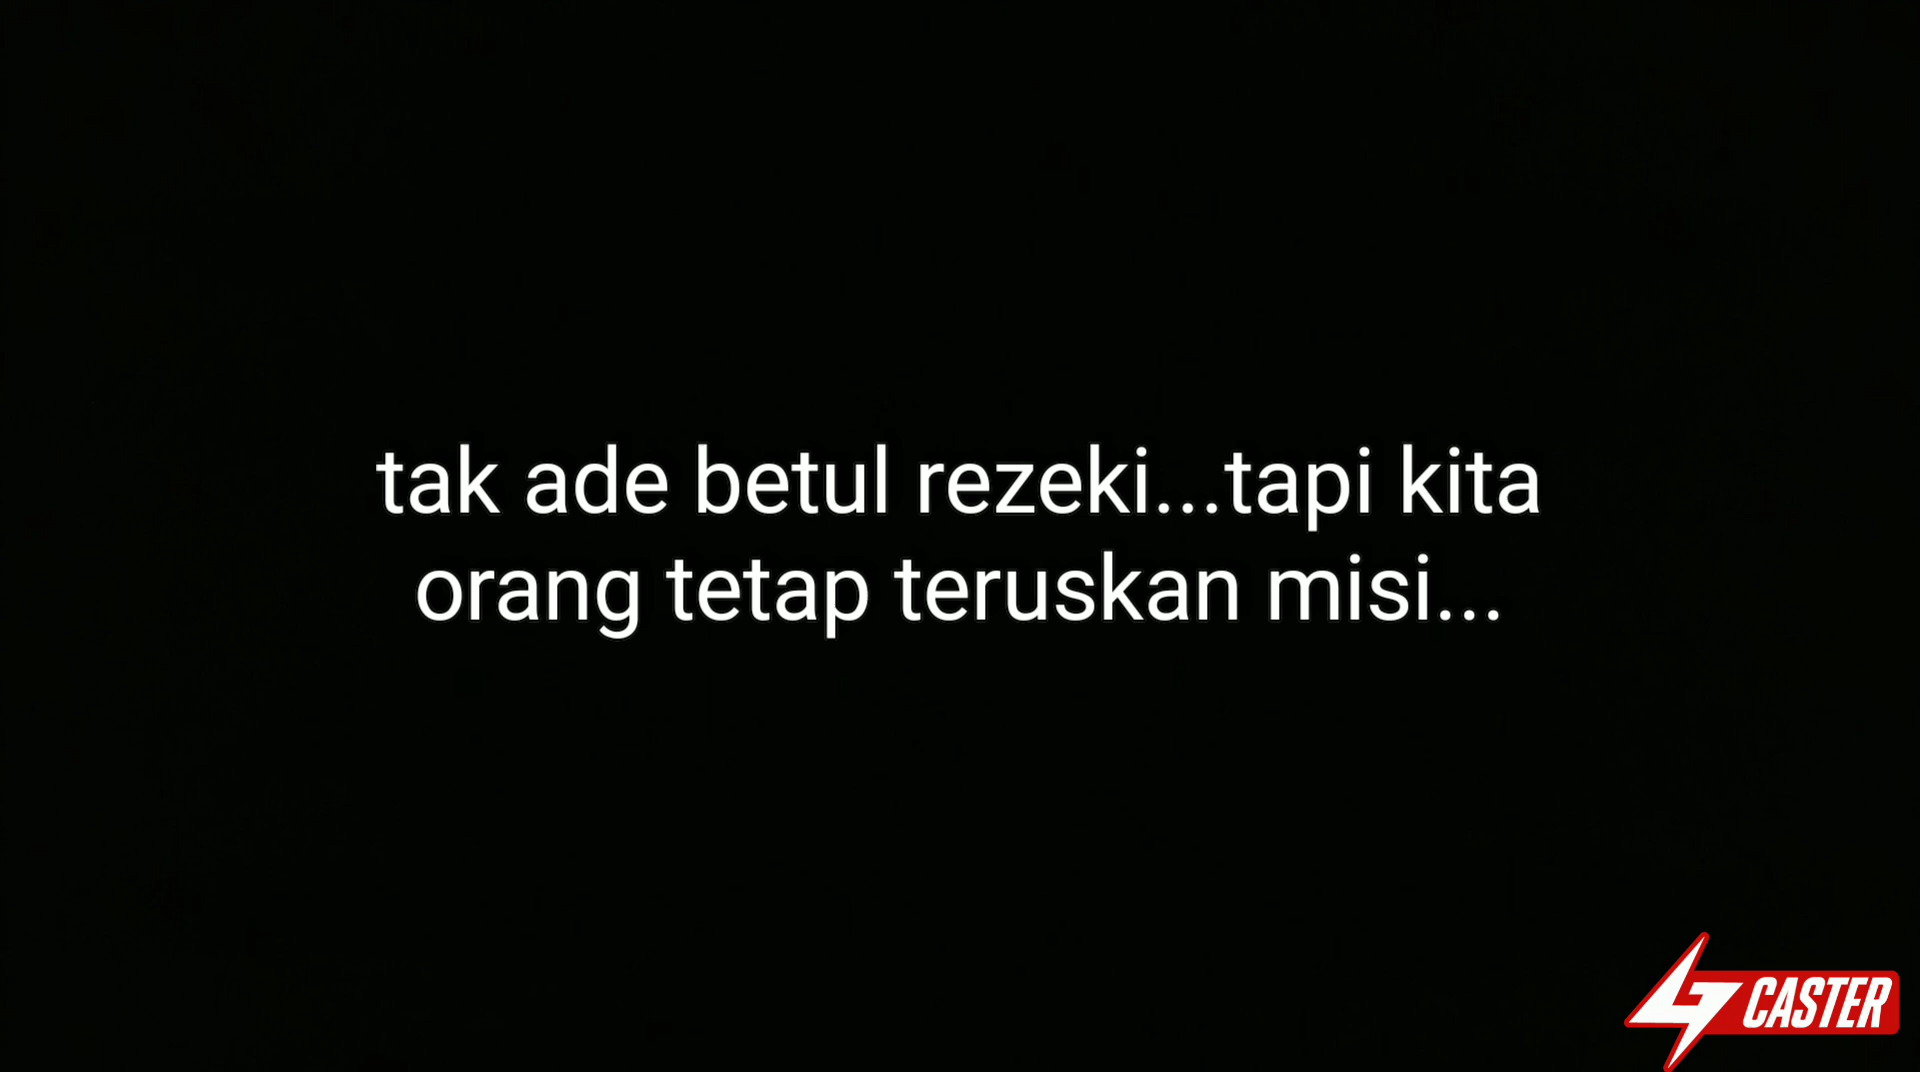 tak ade betul rezeki...tapi kita
orang tetap teruskan misi...
CASTER